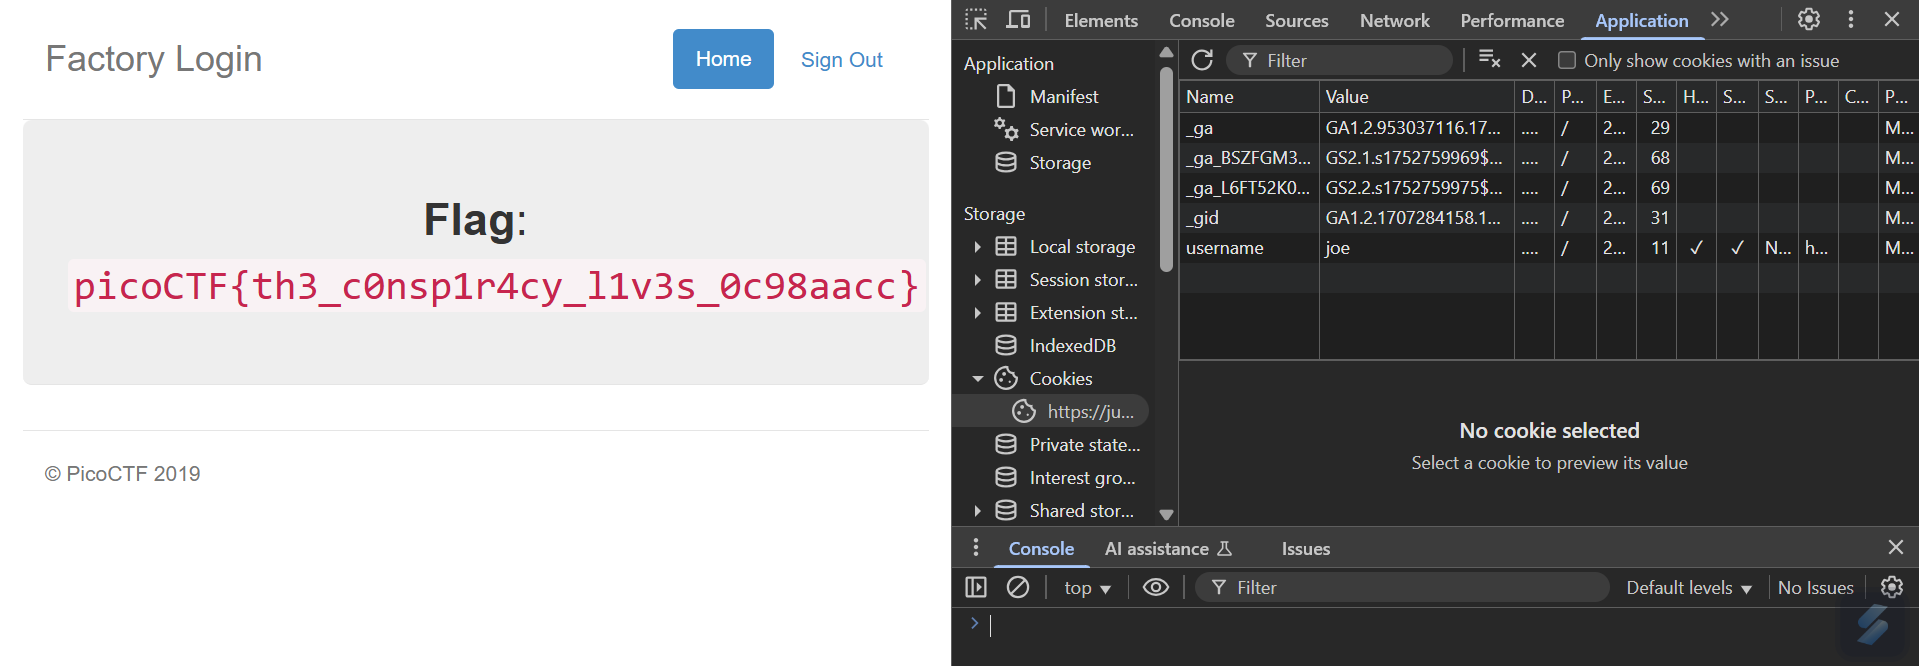 Factory Login
Home
Sign Out
Flag:
picoCTF{th3_c0nsp1r4cy_l1v3s_0c98aacc}
© PicoCTF 2019
Elements Console Sources Network Performance Application
Application
Manifest
Service wor...
Storage
Storage
Local storage
Session stor...
Extension st...
IndexedDB
Cookies
https://ju...
Private state...
Interest gro...
Shared stor...
Filter
Only show cookies with an issue
Name Value D... P... E... S... H... S... S... P... C... P...
_ga GA1.2.953037116.17... .... / 2... 29 M...
_ga_BSZFGM3... GS2.1.s1752759969$... .... / 2... 68 M...
_ga_L6FT52K0... GS2.2.s1752759975$... .... / 2... 69 M...
_gid GA1.2.1707284158.1... .... / 2... 31 M...
username joe .... / 2... 11 ✓ ✓ N... h... M...
No cookie selected
Select a cookie to preview its value
Console AI assistance Issues
top Filter Default levels No Issues